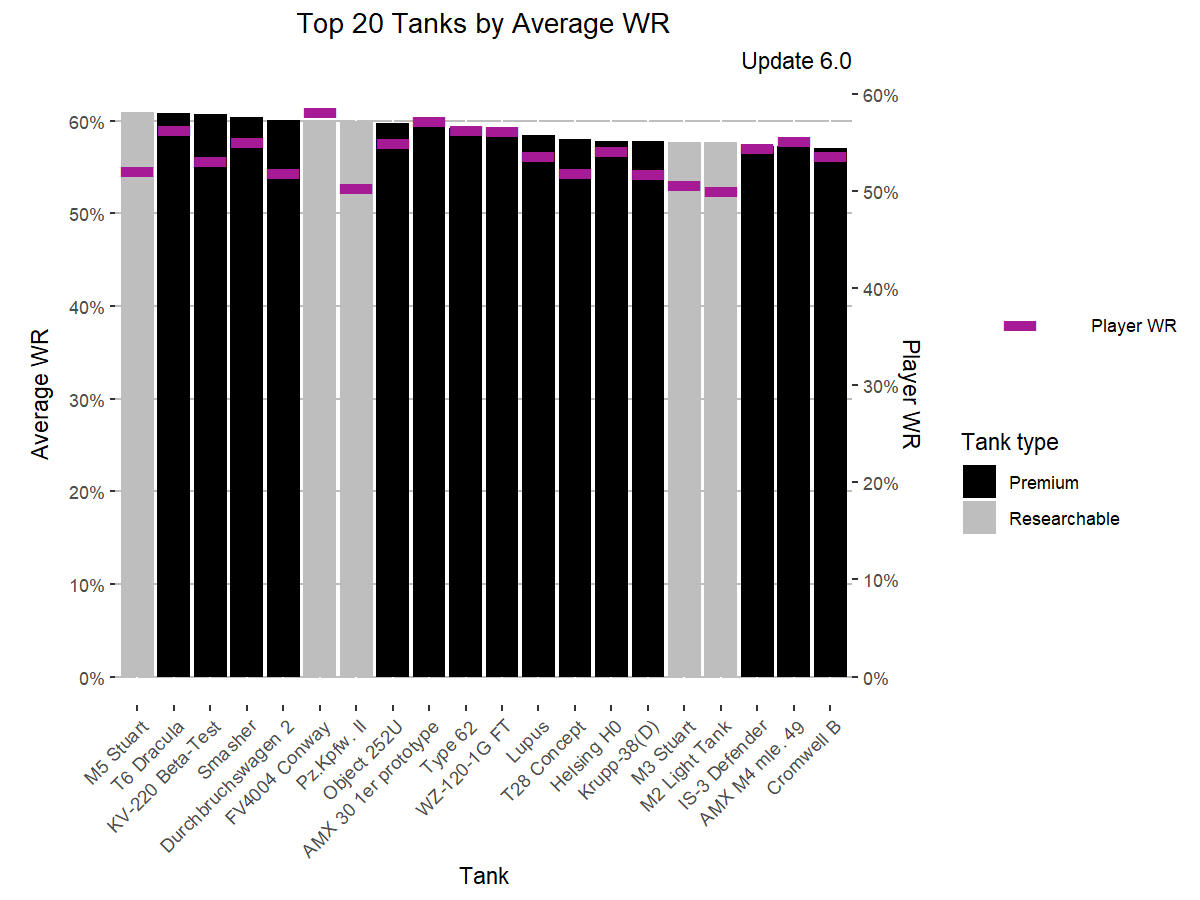 Top 20 Tanks by Average WR
Update 6.0
60%
50%
40%
30%
20%
10%
0%
Average WR
60%
50%
40%
30%
20%
10%
0%
Player WR
M5 Stuart
T6 Dracula
KV-220 Beta-Test
Smasher
Durchbruchswagen 2
FV4004 Conway
Pz.Kpfw. II
Object 252U
AMX 30 1er prototype
Type 62
WZ-120-1G FT
Lupus
T28 Concept
Helsing H0
Krupp-38(D)
M3 Stuart
M2 Light Tank
IS-3 Defender
AMX M4 mle. 49
Cromwell B
Tank
Player WR
Tank type
Premium
Researchable